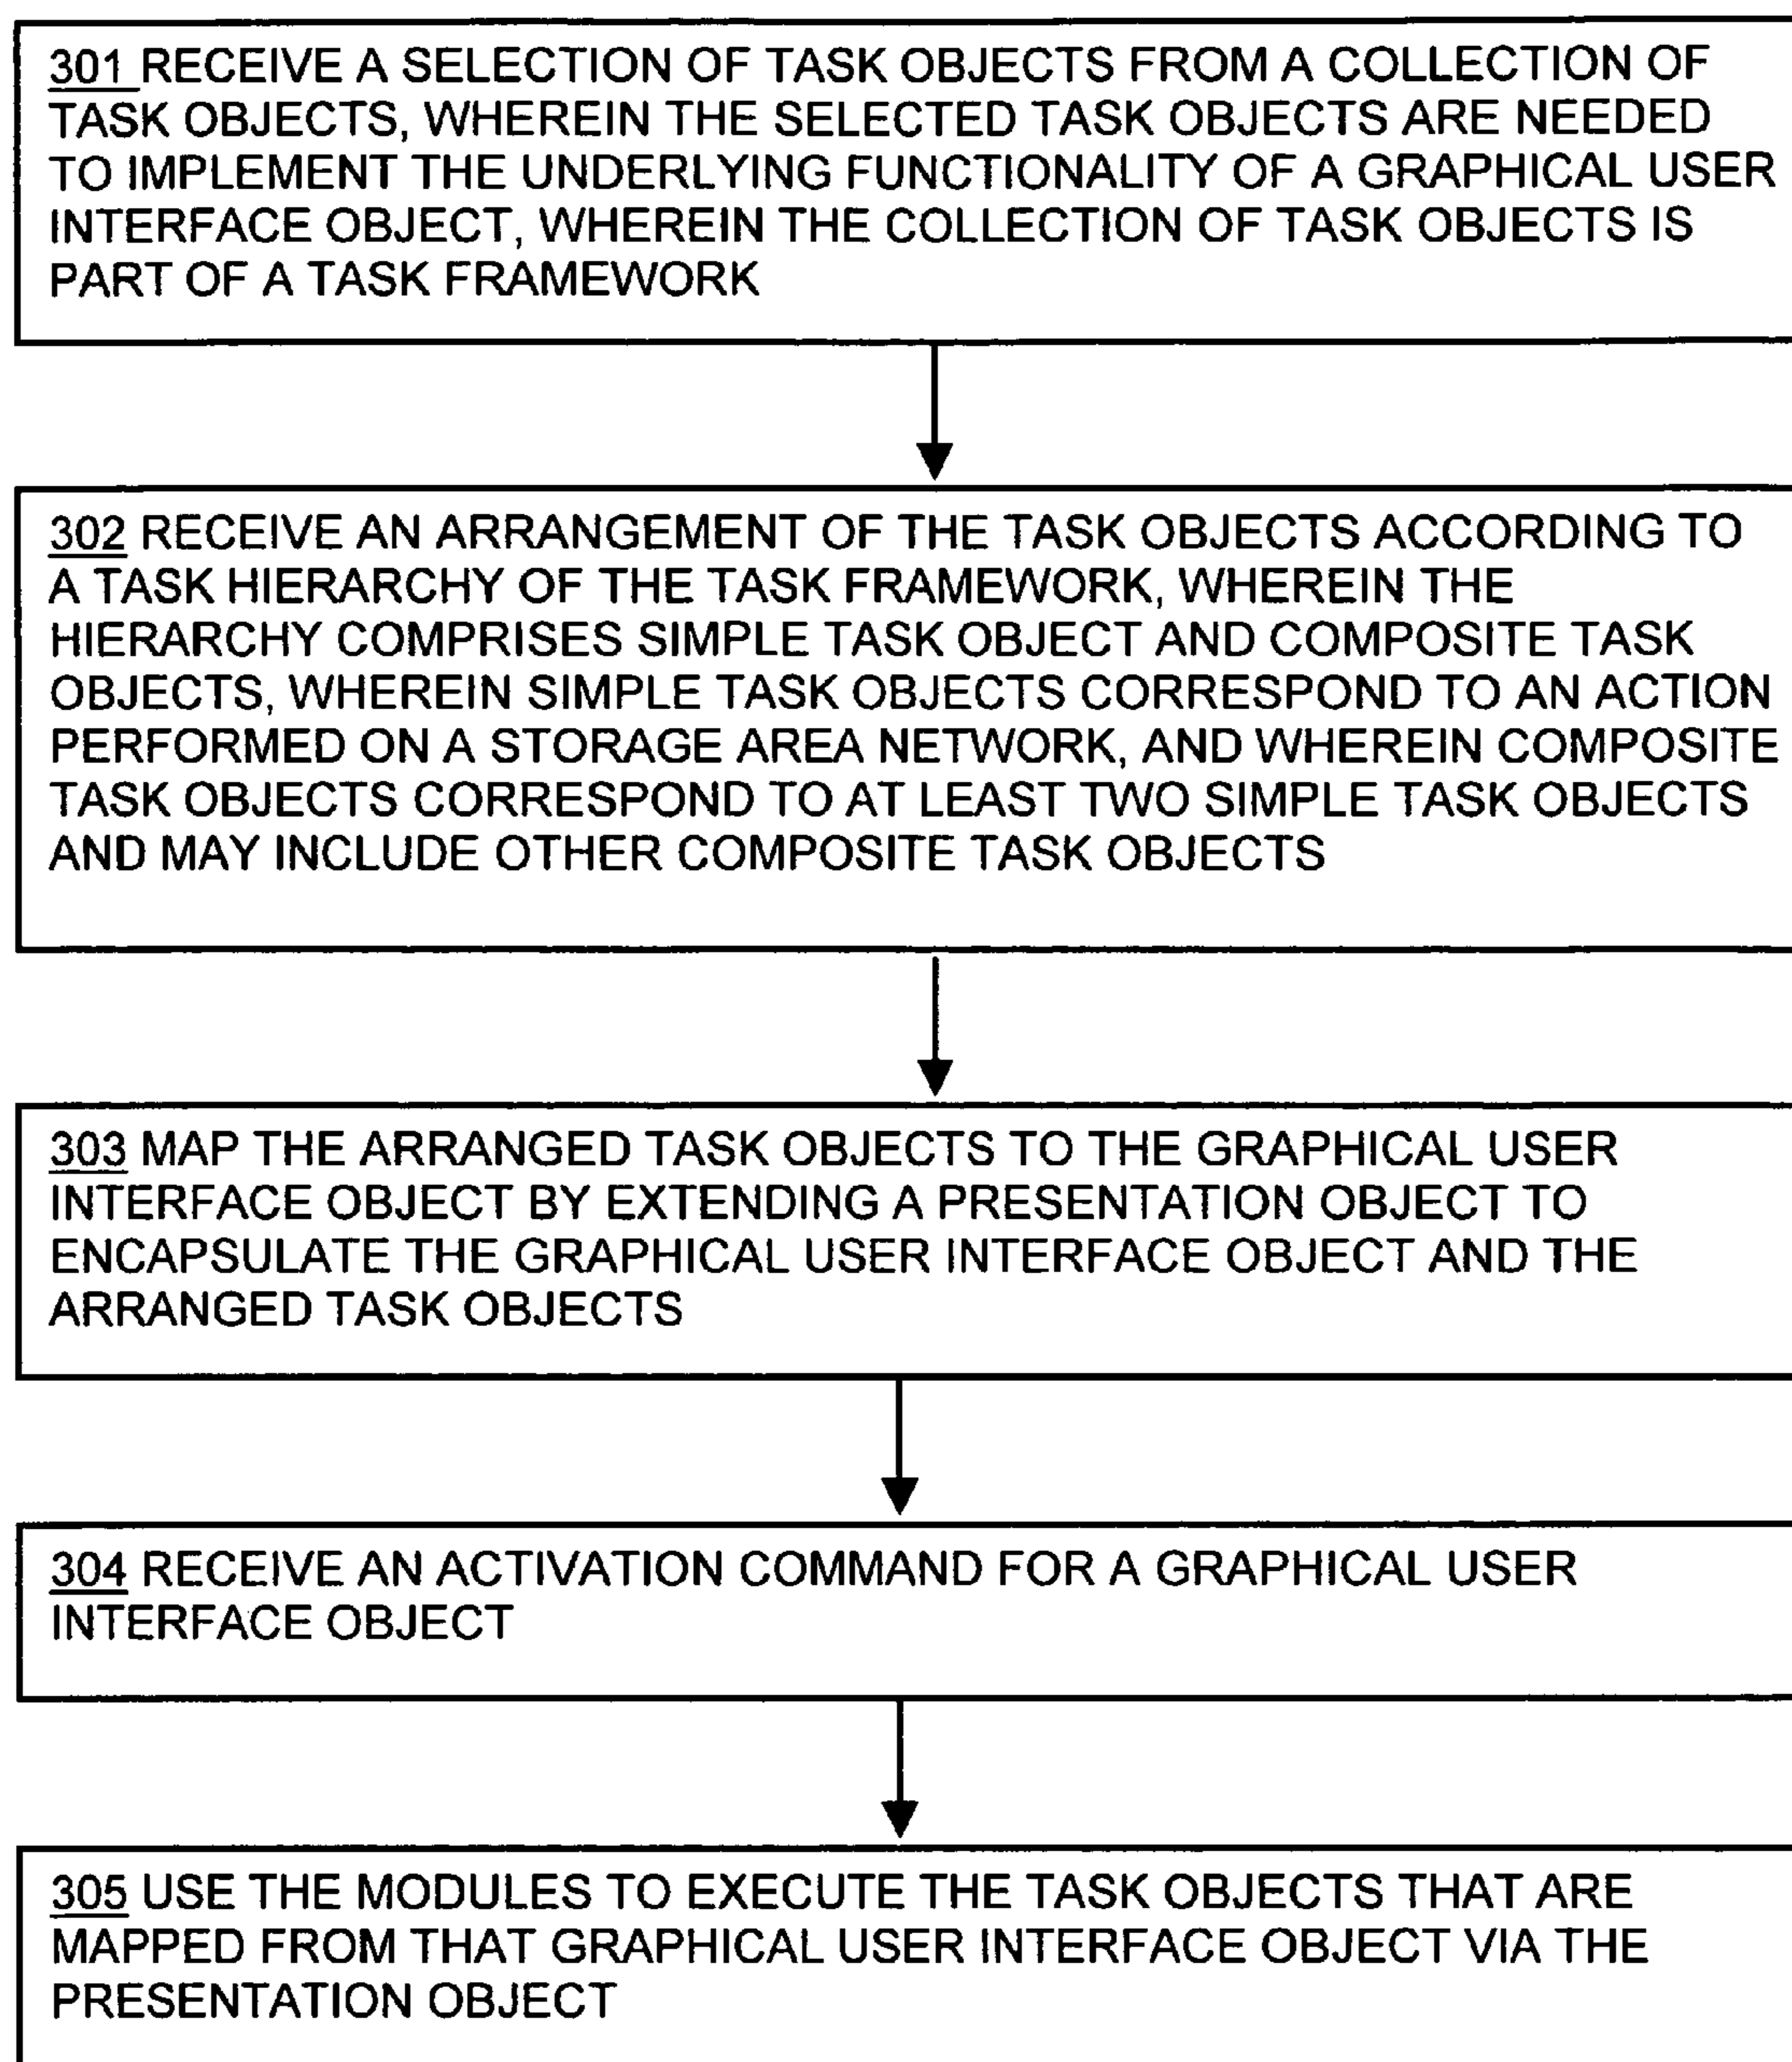 301 RECEIVE A SELECTION OF TASK OBJECTS FROM A COLLECTION OF
TASK OBJECTS, WHEREIN THE SELECTED TASK OBJECTS ARE NEEDED
TO IMPLEMENT THE UNDERLYING FUNCTIONALITY OF A GRAPHICAL USER
INTERFACE OBJECT, WHEREIN THE COLLECTION OF TASK OBJECTS IS
PART OF A TASK FRAMEWORK
302 RECEIVE AN ARRANGEMENT OF THE TASK OBJECTS ACCORDING TO
A TASK HIERARCHY OF THE TASK FRAMEWORK, WHEREIN THE
HIERARCHY COMPRISES SIMPLE TASK OBJECT AND COMPOSITE TASK
OBJECTS, WHEREIN SIMPLE TASK OBJECTS CORRESPOND TO AN ACTION
PERFORMED ON A STORAGE AREA NETWORK, AND WHEREIN COMPOSITE
TASK OBJECTS CORRESPOND TO AT LEAST TWO SIMPLE TASK OBJECTS
AND MAY INCLUDE OTHER COMPOSITE TASK OBJECTS
303 MAP THE ARRANGED TASK OBJECTS TO THE GRAPHICAL USER
INTERFACE OBJECT BY EXTENDING A PRESENTATION OBJECT TO
ENCAPSULATE THE GRAPHICAL USER INTERFACE OBJECT AND THE
ARRANGED TASK OBJECTS
304 RECEIVE AN ACTIVATION COMMAND FOR A GRAPHICAL USER
INTERFACE OBJECT
305 USE THE MODULES TO EXECUTE THE TASK OBJECTS THAT ARE
MAPPED FROM THAT GRAPHICAL USER INTERFACE OBJECT VIA THE
PRESENTATION OBJECT